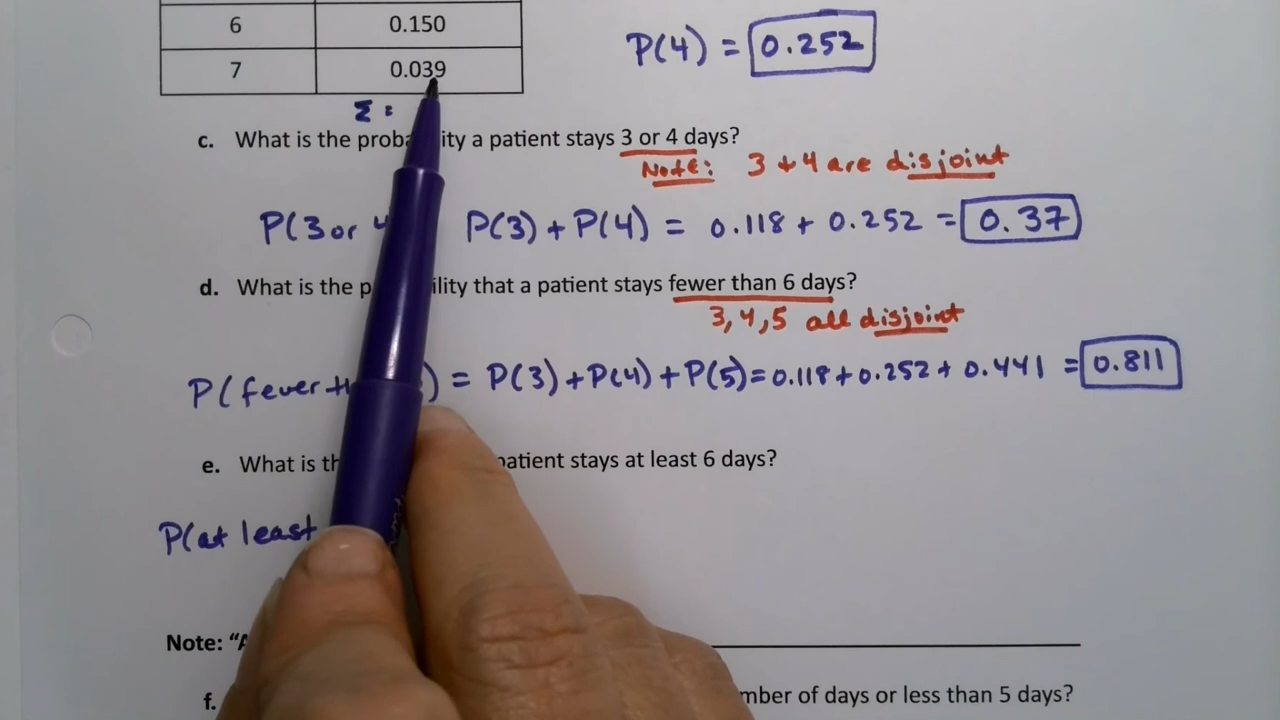 6 0.150
P(4) = 0.252
7 0.039
Σ =
c. What is the probability a patient stays 3 or 4 days?
Note: 3 + 4 are disjoint
P(3 or 4 P(3) + P(4) = 0.118 + 0.252 = 0.37
d. What is the probability that a patient stays fewer than 6 days?
3, 4, 5 all disjoint
P(fewer th ) = P(3) + P(4) + P(5) = 0.118 + 0.252 + 0.441 = 0.811
e. What is th patient stays at least 6 days?
P(at least
Note: "A
f. mber of days or less than 5 days?